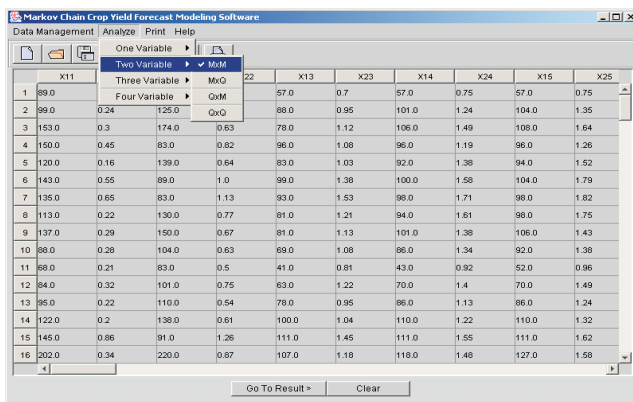 Markov Chain Crop Yield Forecast Modeling Software
Data Management Analyze Print Help
One Variable
Two Variable
Three Variable
Four Variable
MxM
MxQ
QxM
QxQ
X11 22 X13 X23 X14 X24 X15 X25
1 89.0 57.0 0.7 57.0 0.75 57.0 0.75
2 99.0 0.24 125.0 88.0 0.95 101.0 1.24 104.0 1.35
3 153.0 0.3 174.0 0.63 78.0 1.12 106.0 1.49 108.0 1.64
4 150.0 0.45 83.0 0.82 96.0 1.08 96.0 1.19 96.0 1.26
5 120.0 0.16 139.0 0.64 83.0 1.03 92.0 1.38 94.0 1.52
6 143.0 0.55 89.0 1.0 99.0 1.38 100.0 1.58 104.0 1.79
7 135.0 0.65 83.0 1.13 93.0 1.53 98.0 1.71 98.0 1.82
8 113.0 0.22 130.0 0.77 81.0 1.21 94.0 1.61 98.0 1.75
9 137.0 0.29 150.0 0.67 81.0 1.13 101.0 1.38 106.0 1.43
10 88.0 0.28 104.0 0.63 69.0 1.08 86.0 1.34 92.0 1.38
11 68.0 0.21 83.0 0.5 41.0 0.81 43.0 0.92 52.0 0.96
12 84.0 0.32 101.0 0.75 63.0 1.22 70.0 1.4 70.0 1.49
13 95.0 0.22 110.0 0.54 78.0 0.95 86.0 1.13 86.0 1.24
14 122.0 0.2 138.0 0.61 100.0 1.04 110.0 1.22 110.0 1.32
15 145.0 0.86 91.0 1.26 111.0 1.45 111.0 1.55 111.0 1.62
16 202.0 0.34 220.0 0.87 107.0 1.18 118.0 1.48 127.0 1.58
Go To Result > Clear